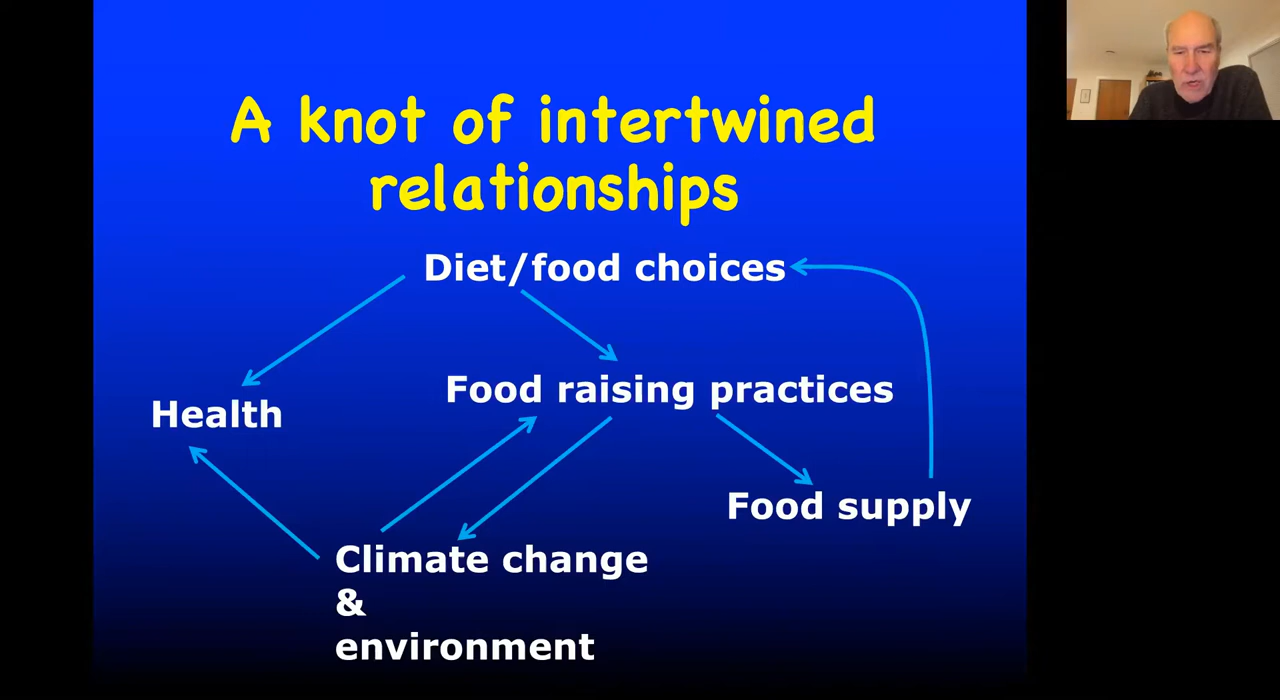 A knot of intertwined
relationships
Diet/food choices
Food raising practices
Health
Food supply
Climate change
&
environment